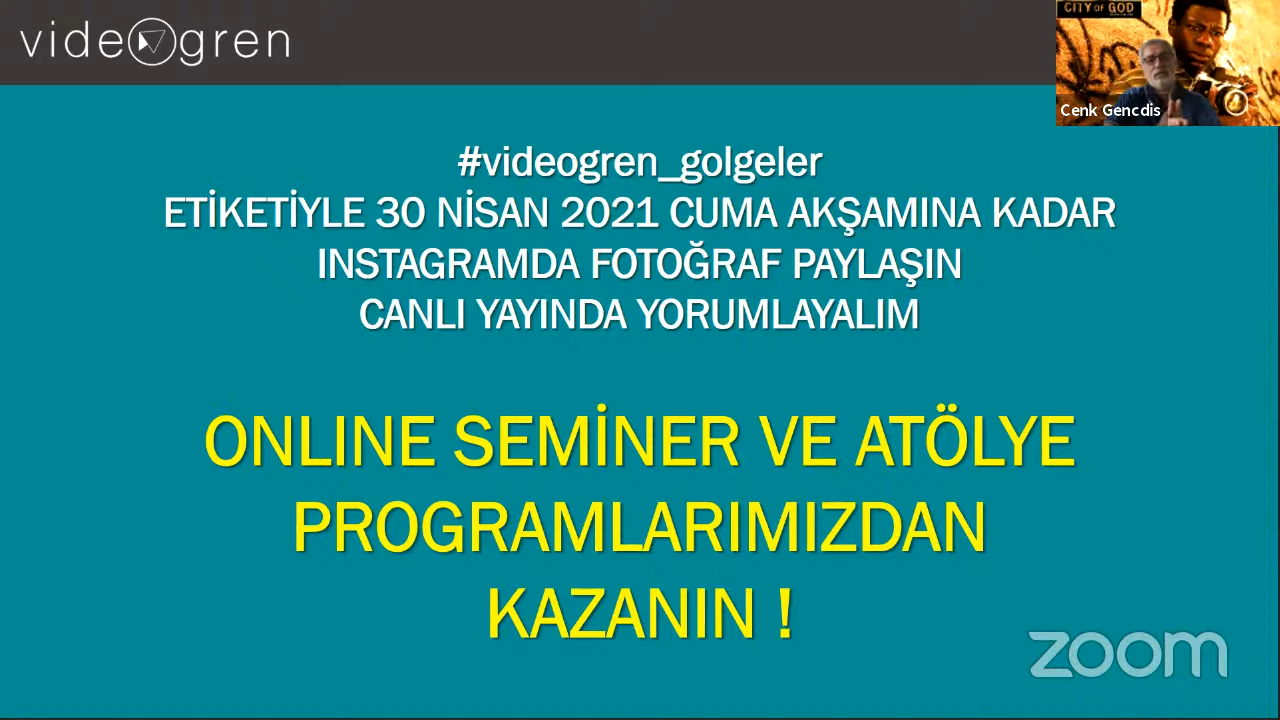 videogren
CITY OF GOD
Cenk Gencdis
#videogren_golgeler
ETİKETİYLE 30 NİSAN 2021 CUMA AKŞAMINA KADAR
INSTAGRAMDA FOTOĞRAF PAYLAŞIN
CANLI YAYINDA YORUMLAYALIM
ONLINE SEMİNER VE ATÖLYE
PROGRAMLARIMIZDAN
KAZANIN !
zoom